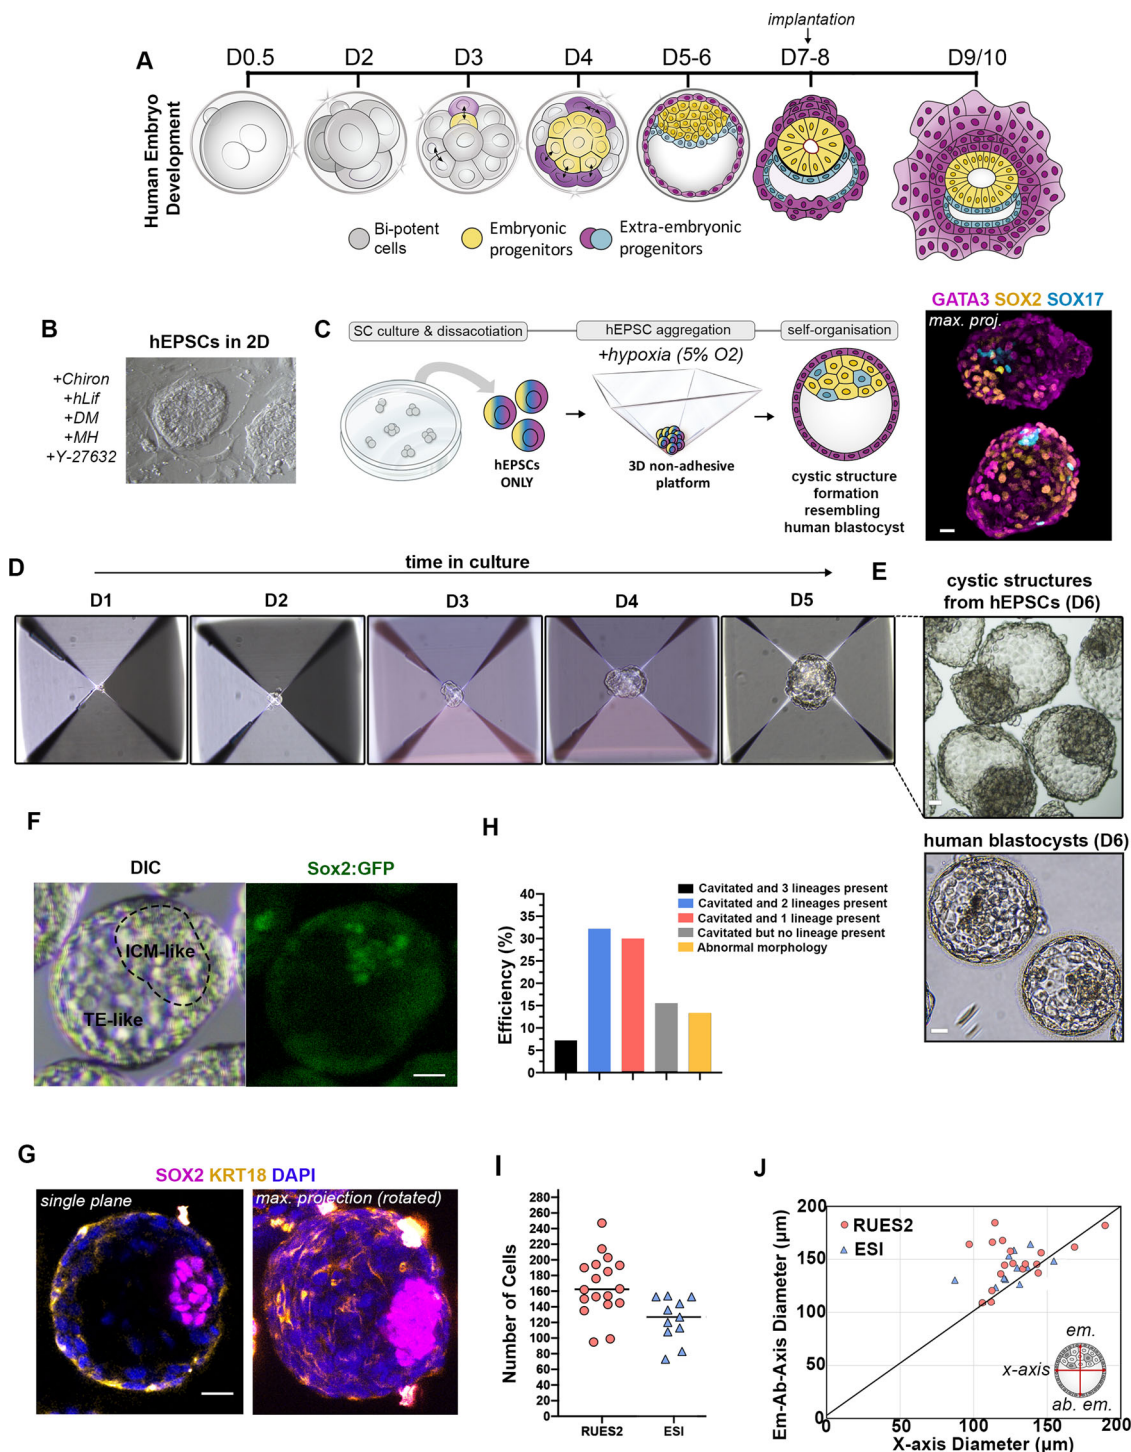 implantation
A
D0.5 D2 D3 D4 D5-6 D7-8 D9/10
Human Embryo
Development
Bi-potent
cells
Embryonic
progenitors
Extra-embryonic
progenitors
B
hEPSCs in 2D
+Chiron
+hLif
+DM
+MH
+Y-27632
C
SC culture & dissacotiation
hEPSC aggregation
self-organisation
+hypoxia (5% O2)
hEPSCs
ONLY
3D non-adhesive
platform
cystic structure
formation
resembling
human blastocyst
GATA3 SOX2 SOX17
max. proj.
D
time in culture
D1 D2 D3 D4 D5
E
cystic structures
from hEPSCs (D6)
human blastocysts (D6)
F
DIC
Sox2:GFP
ICM-like
TE-like
H
Cavitated and 3 lineages present
Cavitated and 2 lineages present
Cavitated and 1 lineage present
Cavitated but no lineage present
Abnormal morphology
Efficiency (%)
40
35
30
25
20
15
10
5
0
G
SOX2 KRT18 DAPI
single plane
max. projection (rotated)
I
Number of Cells
280
260
240
220
200
180
160
140
120
100
80
60
40
20
0
RUES2 ESI
J
Em-Ab-Axis Diameter (µm)
200
150
100
50
0
RUES2
ESI
em.
x-axis
ab. em.
0 50 100 150 200
X-axis Diameter (µm)